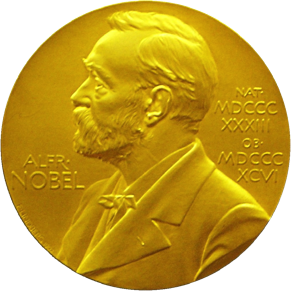 ALFR·
NOBEL
NAT·
MDCCC
XXXIII
OB·
MDCCC
XCVI